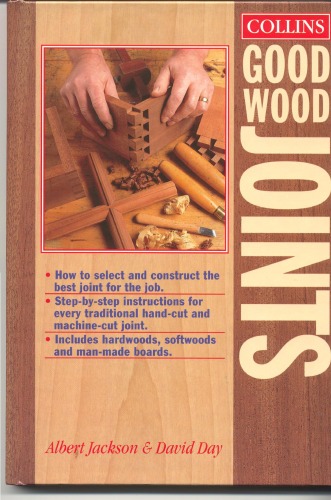 COLLINS
GOOD
WOOD
JOINTS
• How to select and construct the
best joint for the job.
• Step-by-step instructions for
every traditional hand-cut and
machine-cut joint.
• Includes hardwoods, softwoods
and man-made boards.
Albert Jackson & David Day